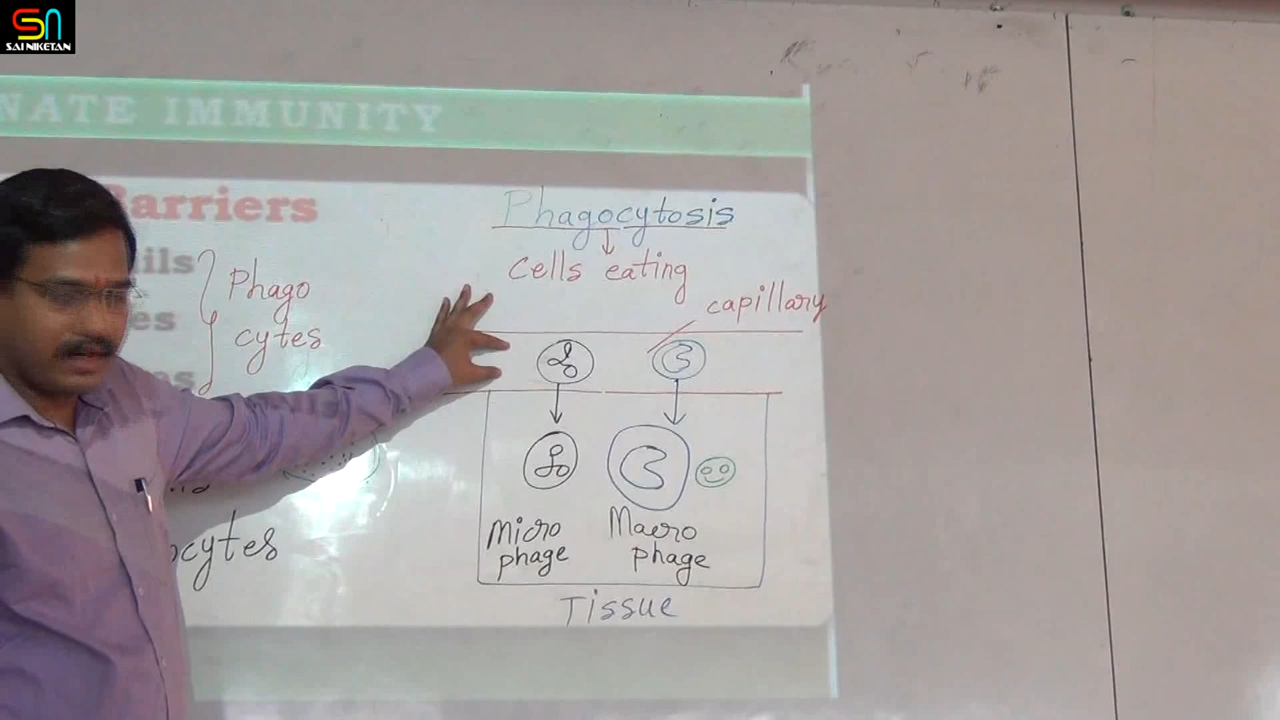 SN
SAI NIKETAN
NATE IMMUNITY
Barriers
ils
es
es
Phago
cytes
ocytes
Phagocytosis
Cells eating
capillary
Micro
phage
Macro
phage
Tissue